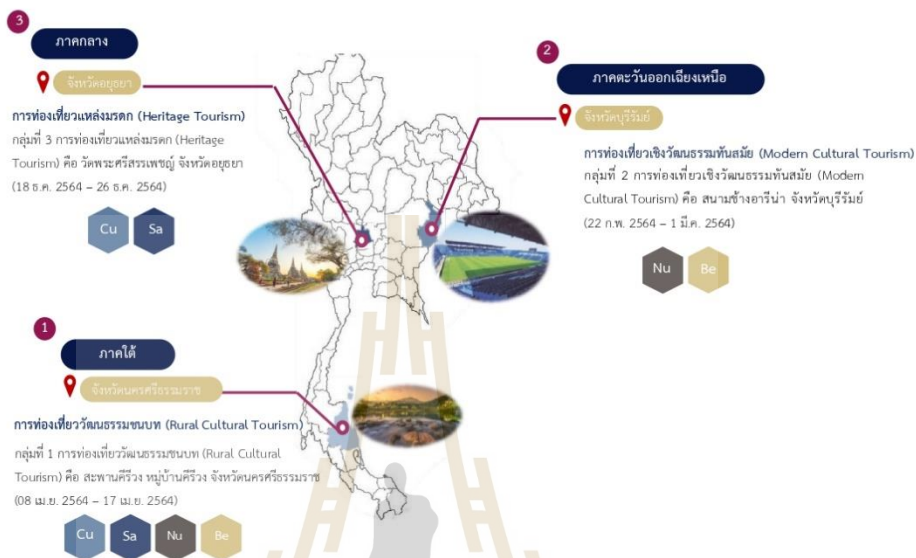 3
ภาคกลาง
จังหวัดอยุธยา
การท่องเที่ยวแหล่งมรดก (Heritage Tourism)
กลุ่มที่ 3 การท่องเที่ยวแหล่งมรดก (Heritage
Tourism) คือ วัดพระศรีสรรเพชญ์ จังหวัดอยุธยา
(18 ธ.ค. 2564 – 26 ธ.ค. 2564)
Cu Sa
2
ภาคตะวันออกเฉียงเหนือ
จังหวัดบุรีรัมย์
การท่องเที่ยวเชิงวัฒนธรรมทันสมัย (Modern Cultural Tourism)
กลุ่มที่ 2 การท่องเที่ยวเชิงวัฒนธรรมทันสมัย (Modern
Cultural Tourism) คือ สนามช้างอารีน่า จังหวัดบุรีรัมย์
(22 ก.พ. 2564 – 1 มี.ค. 2564)
Nu Be
1
ภาคใต้
จังหวัดนครศรีธรรมราช
การท่องเที่ยววัฒนธรรมชนบท (Rural Cultural Tourism)
กลุ่มที่ 1 การท่องเที่ยววัฒนธรรมชนบท (Rural Cultural
Tourism) คือ สะพานคีรีวง หมู่บ้านคีรีวง จังหวัดนครศรีธรรมราช
(08 เม.ย. 2564 – 17 เม.ย. 2564)
Cu Sa Nu Be